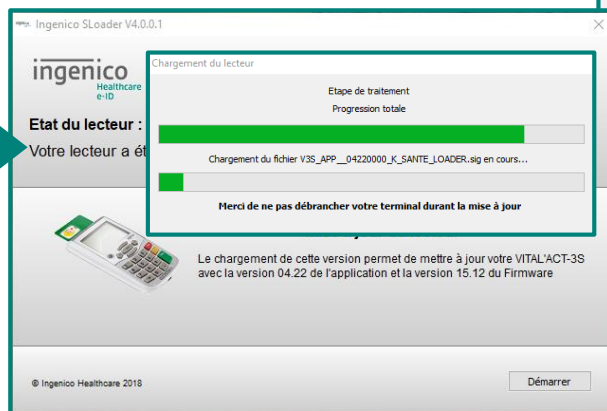 Ingenico SLoader V4.0.0.1
ingenico
Healthcare
e-ID
Etat du lecteur :
Votre lecteur a ét
Chargement du lecteur
Etape de traitement
Progression totale
Chargement du fichier V3S_APP__04220000_K_SANTE_LOADER.sig en cours...
Merci de ne pas débrancher votre terminal durant la mise à jour
Le chargement de cette version permet de mettre à jour votre VITAL'ACT-3S
avec la version 04.22 de l'application et la version 15.12 du Firmware
© Ingenico Healthcare 2018
Démarrer